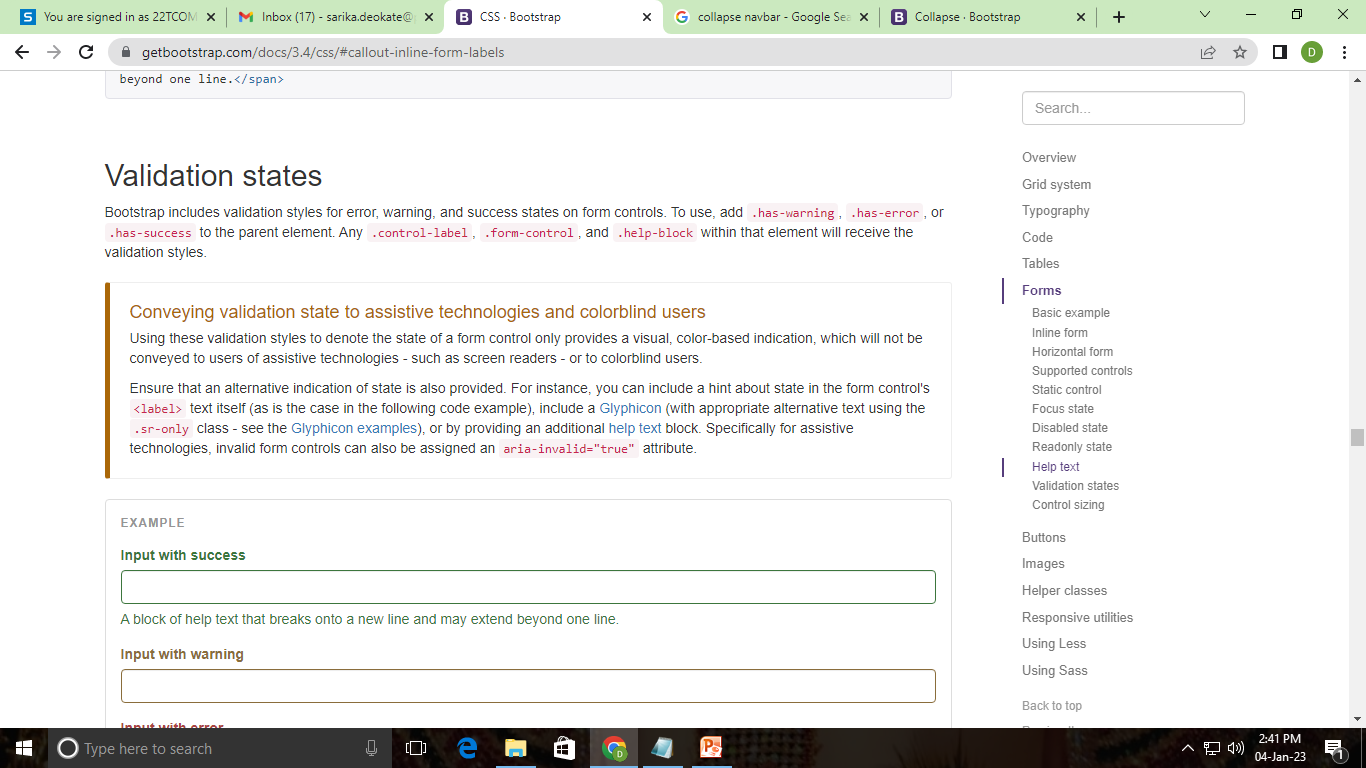 You are signed in as 22TCOM
Inbox (17) - sarika.deokate@
CSS · Bootstrap
collapse navbar - Google Sea
Collapse · Bootstrap
getbootstrap.com/docs/3.4/css/#callout-inline-form-labels
D
beyond one line.</span>
Validation states
Bootstrap includes validation styles for error, warning, and success states on form controls. To use, add .has-warning, .has-error, or
.has-success to the parent element. Any .control-label, .form-control, and .help-block within that element will receive the
validation styles.
Conveying validation state to assistive technologies and colorblind users
Using these validation styles to denote the state of a form control only provides a visual, color-based indication, which will not be
conveyed to users of assistive technologies - such as screen readers - or to colorblind users.
Ensure that an alternative indication of state is also provided. For instance, you can include a hint about state in the form control's
<label> text itself (as is the case in the following code example), include a Glyphicon (with appropriate alternative text using the
.sr-only class - see the Glyphicon examples), or by providing an additional help text block. Specifically for assistive
technologies, invalid form controls can also be assigned an aria-invalid="true" attribute.
EXAMPLE
Input with success
A block of help text that breaks onto a new line and may extend beyond one line.
Input with warning
Input with error
Search...
Overview
Grid system
Typography
Code
Tables
Forms
Basic example
Inline form
Horizontal form
Supported controls
Static control
Focus state
Disabled state
Readonly state
Help text
Validation states
Control sizing
Buttons
Images
Helper classes
Responsive utilities
Using Less
Using Sass
Back to top
Type here to search
2:41 PM
04-Jan-23
1